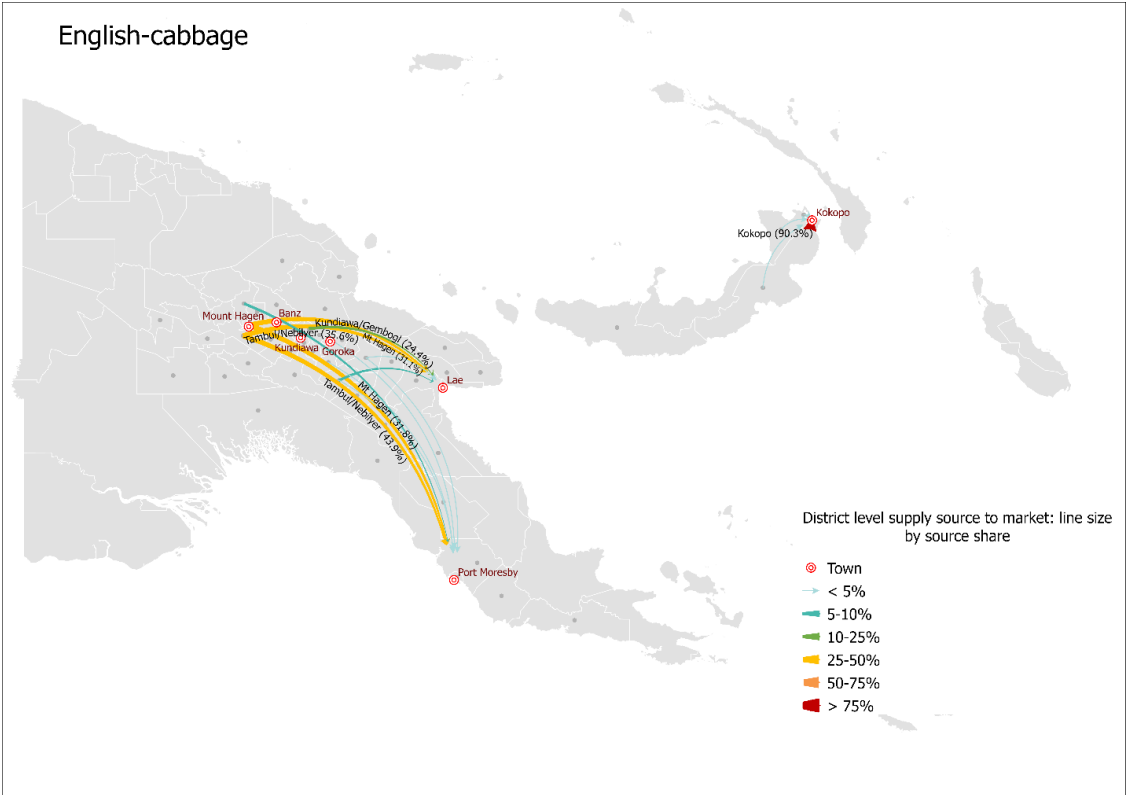 English-cabbage
Kokopo
Kokopo (90.3%)
Mount Hagen
Banz
Kundiawa/Gembogl (24.4%)
Tambul/Nebilyer (35.6%)
Mt Hagen (31.1%)
Kundiawa
Goroka
Lae
Mt Hagen (31.8%)
Tambul/Nebilyer (43.9%)
Port Moresby
District level supply source to market: line size
by source share
Town
< 5%
5-10%
10-25%
25-50%
50-75%
> 75%